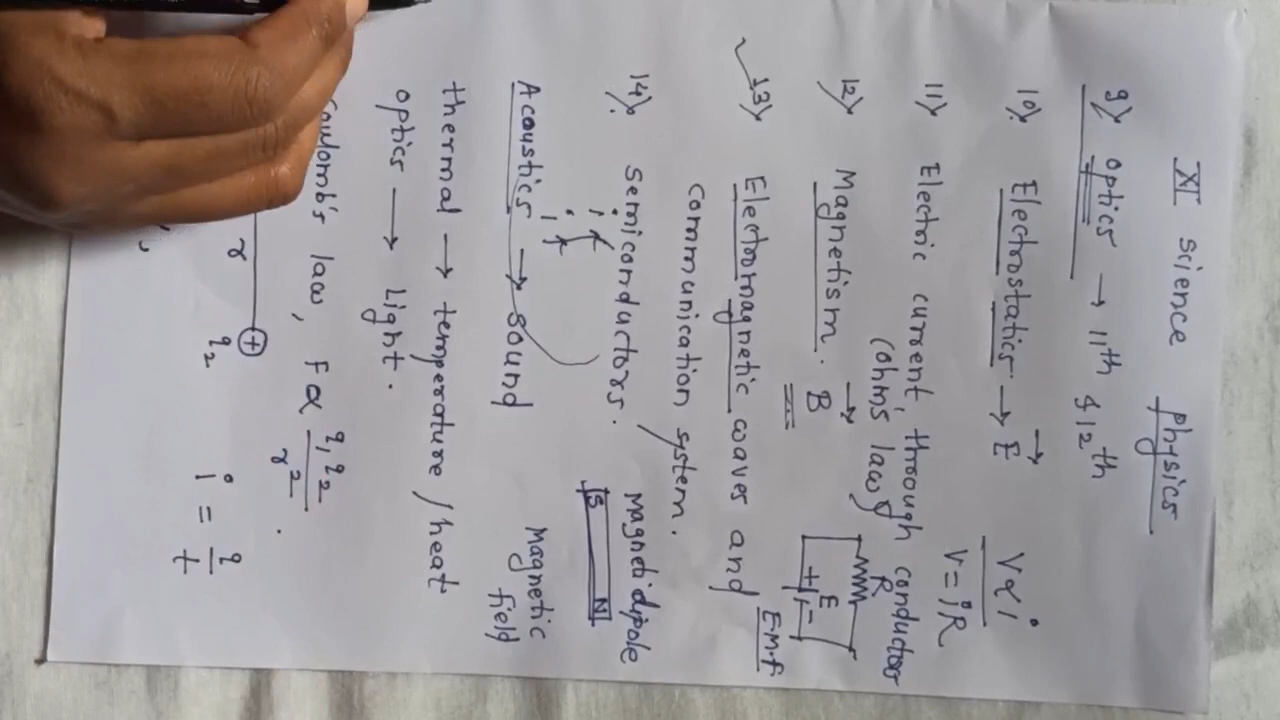 XI Science Physics
9) Optics → 11th & 12th
10) Electrostatics → E
V α i
V = iR
11) Electric current through conductor
(ohms law)
R
E
+ -
E.m.f
12) Magnetism. → B
13) Electromagnetic waves and
communication system.
14) Semiconductors.
Magnetic dipole
S N
Acoustics → sound
Magnetic
field
thermal → temperature / heat
optics → Light.
coulomb's law, F α q1q2 / r2 .
+
r
q2
i = q / t